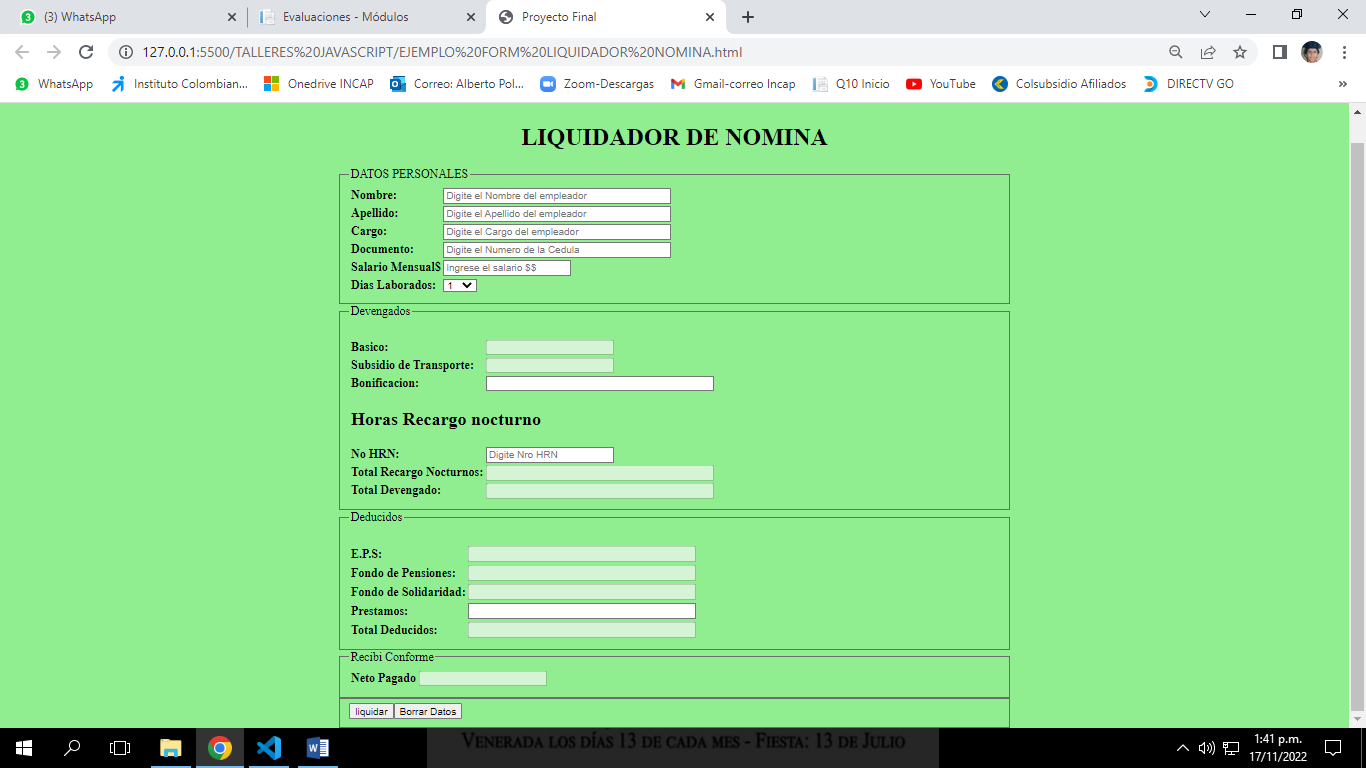 (3) WhatsApp
Evaluaciones - Módulos
Proyecto Final
127.0.0.1:5500/TALLERES%20JAVASCRIPT/EJEMPLO%20FORM%20LIQUIDADOR%20NOMINA.html
WhatsApp
Instituto Colombian...
Onedrive INCAP
Correo: Alberto Pol...
Zoom-Descargas
Gmail-correo Incap
Q10 Inicio
YouTube
Colsubsidio Afiliados
DIRECTV GO
»
LIQUIDADOR DE NOMINA
DATOS PERSONALES
Nombre: Digite el Nombre del empleador
Apellido: Digite el Apellido del empleador
Cargo: Digite el Cargo del empleador
Documento: Digite el Numero de la Cedula
Salario Mensual$ Ingrese el salario $$
Dias Laborados: 1
Devengados
Basico:
Subsidio de Transporte:
Bonificacion:
Horas Recargo nocturno
No HRN: Digite Nro HRN
Total Recargo Nocturnos:
Total Devengado:
Deducidos
E.P.S:
Fondo de Pensiones:
Fondo de Solidaridad:
Prestamos:
Total Deducidos:
Recibi Conforme
Neto Pagado
liquidar Borrar Datos
Venerada los días 13 de cada mes - Fiesta: 13 de Julio
1:41 p.m.
17/11/2022